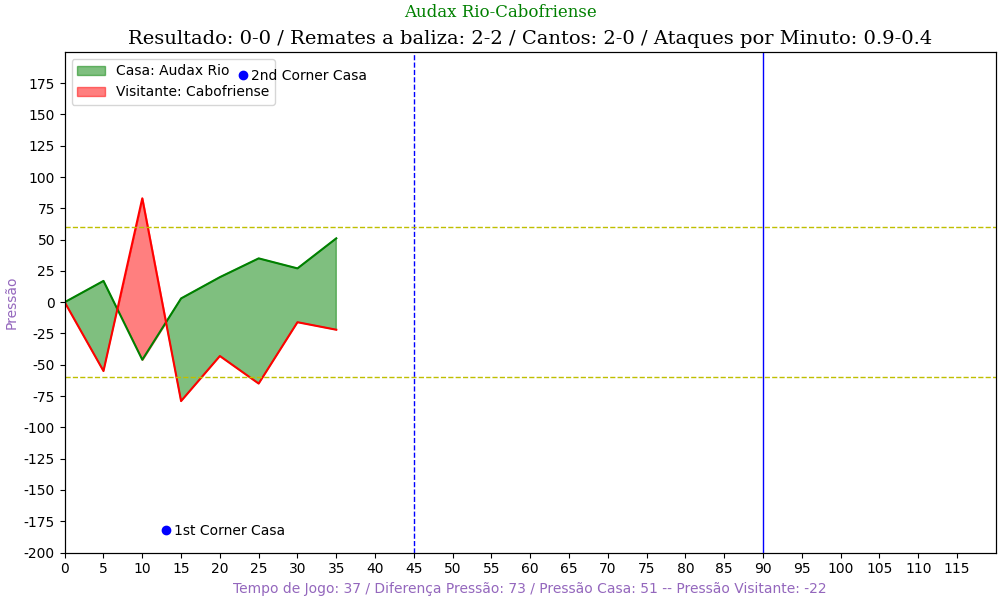 Audax Rio-Cabofriense
Resultado: 0-0 / Remates a baliza: 2-2 / Cantos: 2-0 / Ataques por Minuto: 0.9-0.4
Casa: Audax Rio
Visitante: Cabofriense
2nd Corner Casa
1st Corner Casa
Pressão
175
150
125
100
75
50
25
0
-25
-50
-75
-100
-125
-150
-175
-200
0 5 10 15 20 25 30 35 40 45 50 55 60 65 70 75 80 85 90 95 100 105 110 115
Tempo de Jogo: 37 / Diferença Pressão: 73 / Pressão Casa: 51 -- Pressão Visitante: -22